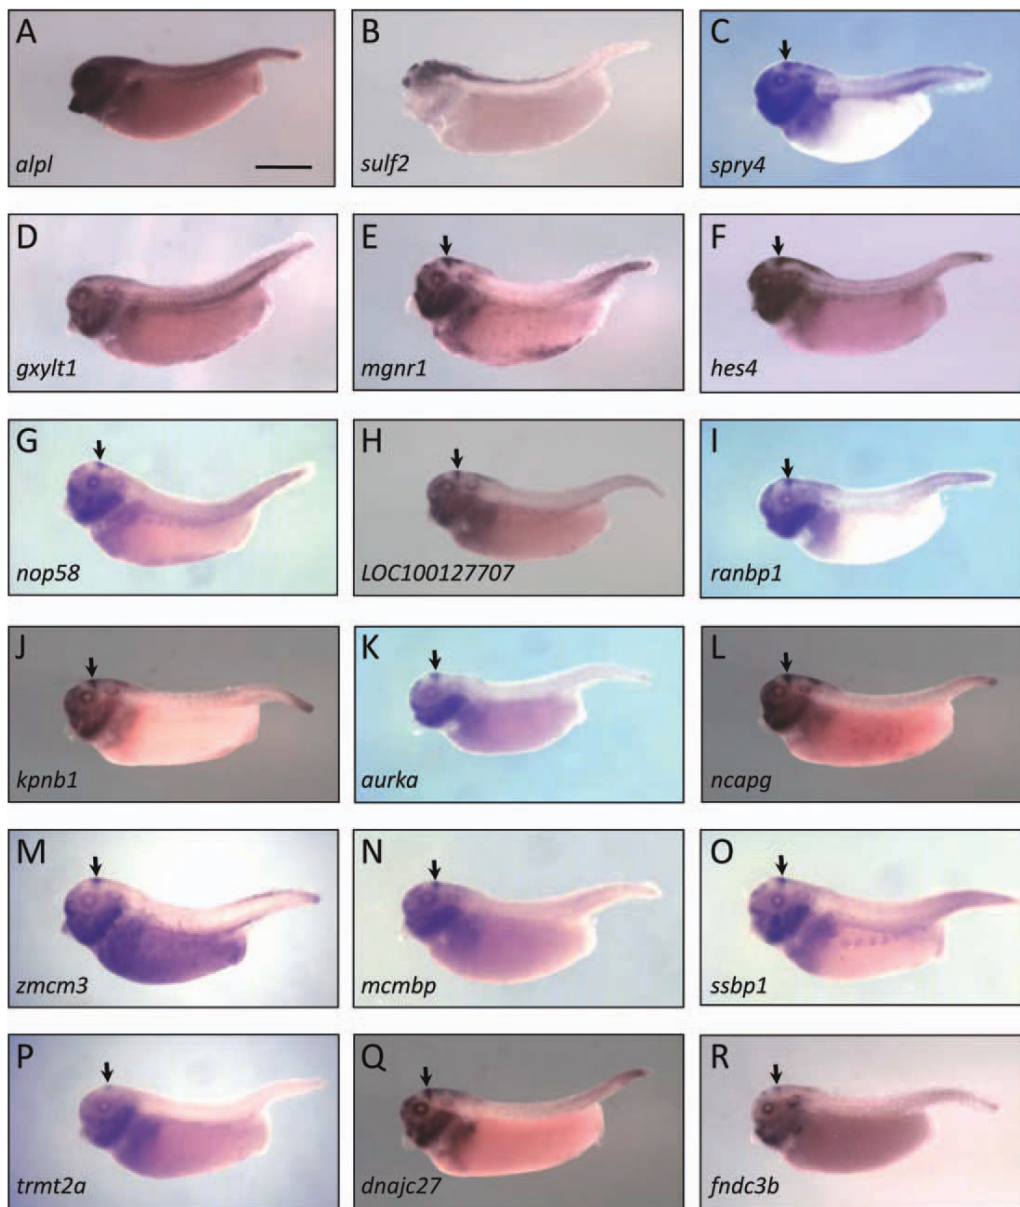 A
alpl
B
sulf2
C
spry4
D
gxylt1
E
mgnr1
F
hes4
G
nop58
H
LOC100127707
I
ranbp1
J
kpnb1
K
aurka
L
ncapg
M
zmcm3
N
mcmbp
O
ssbp1
P
trmt2a
Q
dnajc27
R
fndc3b